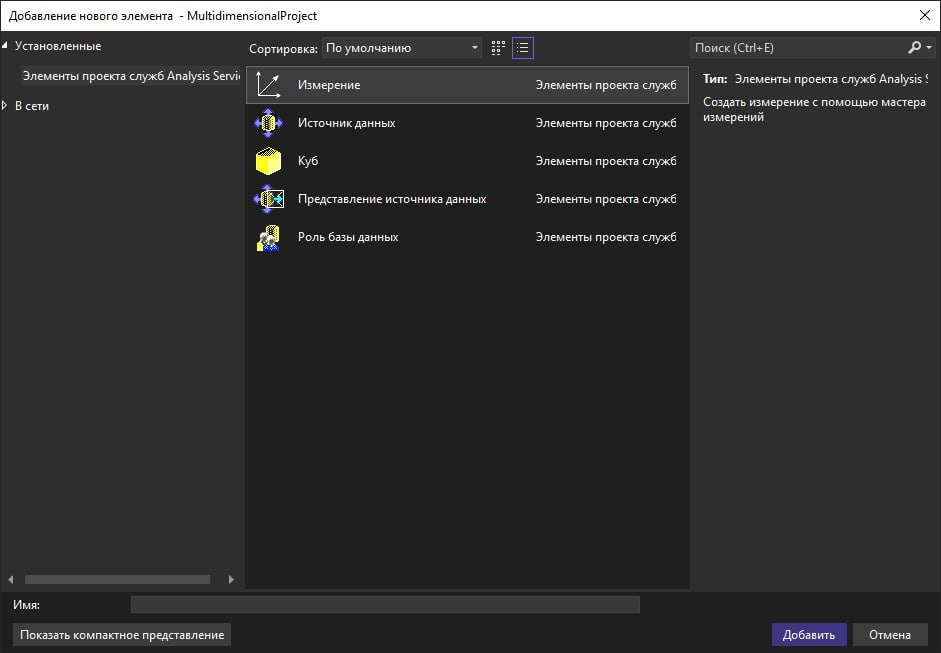 Добавление нового элемента - MultidimensionalProject
Установленные
Элементы проекта служб Analysis
В сети
Сортировка: По умолчанию
Измерение Элементы проекта служб
Источник данных Элементы проекта служб
Куб Элементы проекта служб
Представление источника данных Элементы проекта служб
Роль базы данных Элементы проекта служб
Поиск (Ctrl+E)
Тип: Элементы проекта служб Analysis
Создать измерение с помощью мастера
измерений
Имя:
Показать компактное представление
Добавить
Отмена